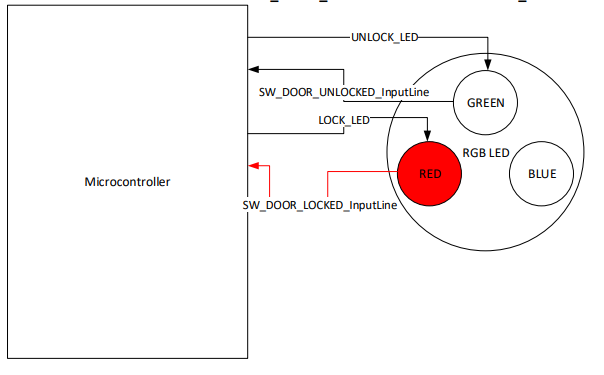 UNLOCK_LED
SW_DOOR_UNLOCKED_InputLine
GREEN
LOCK_LED
RGB LED
Microcontroller
RED
BLUE
SW_DOOR_LOCKED_InputLine